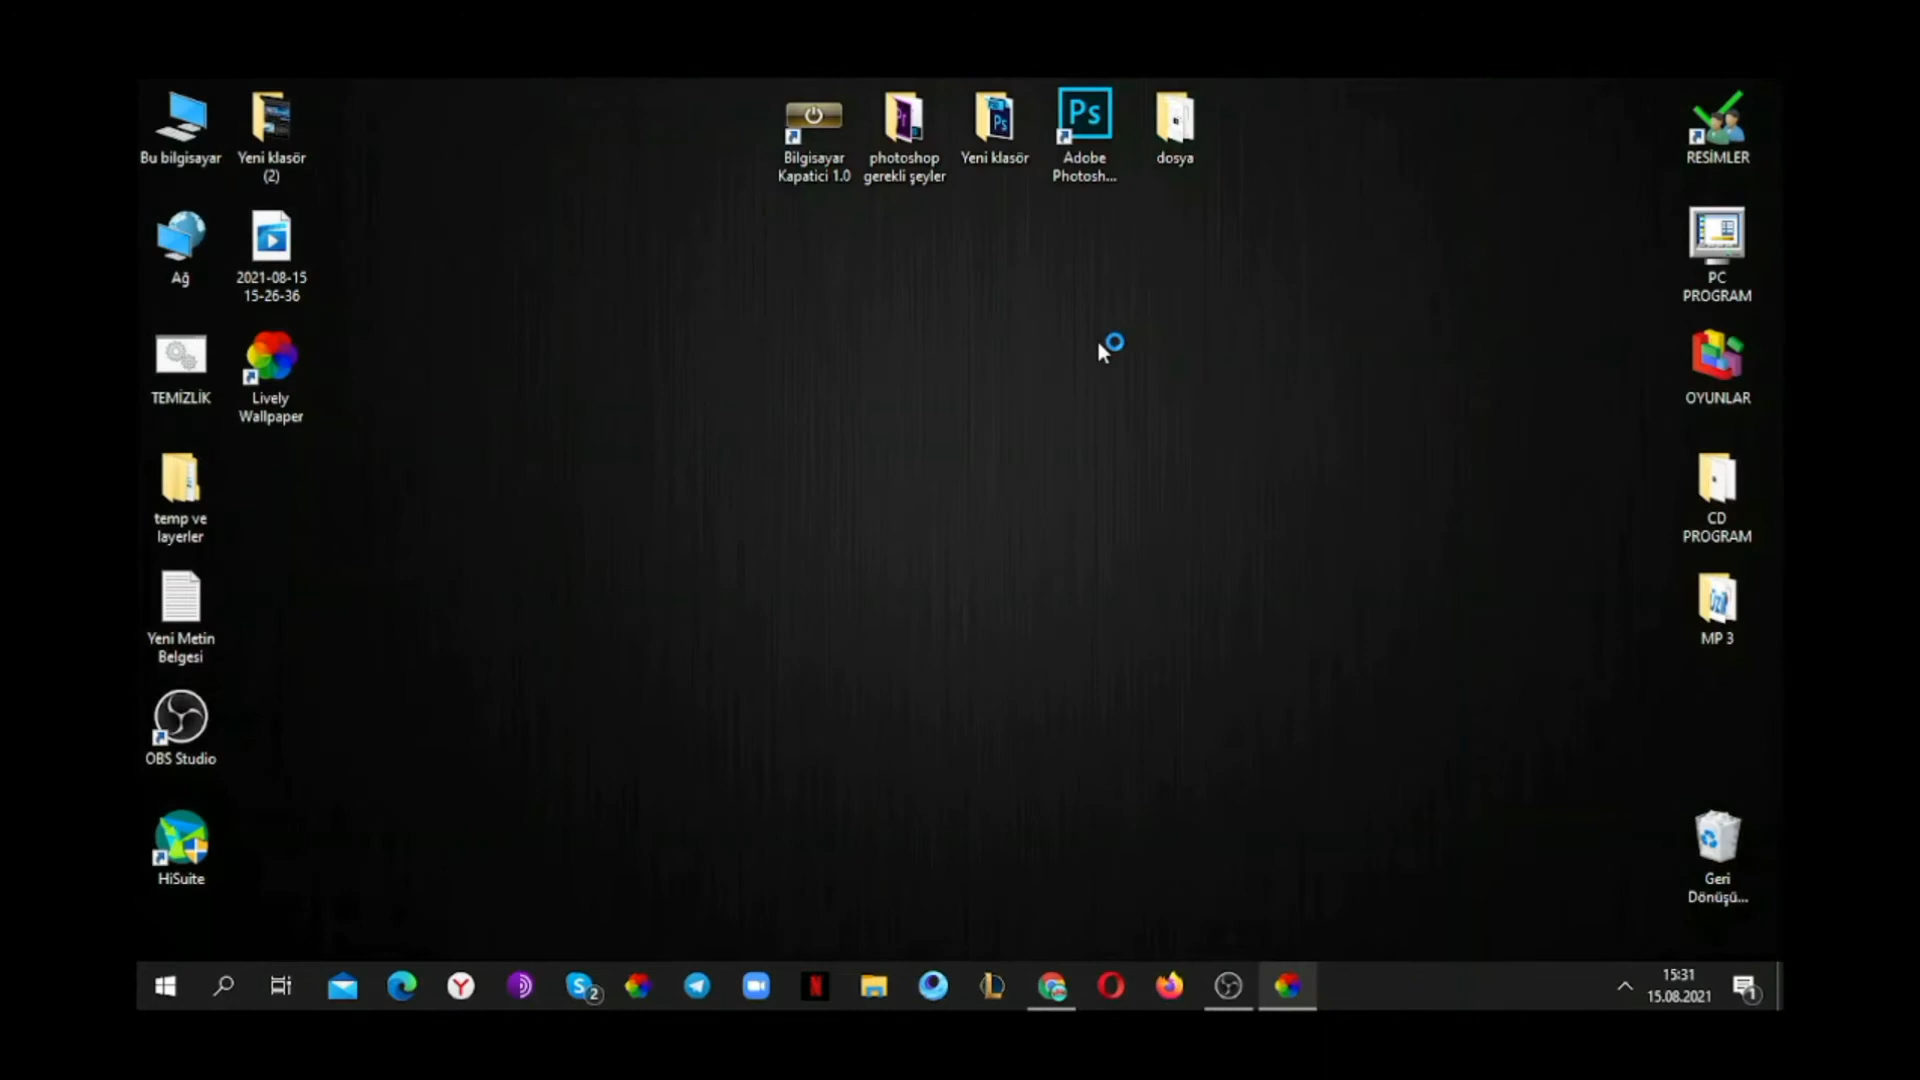 Bu bilgisayar
Yeni klasör
(2)
Bilgisayar
Kapatici 1.0
photoshop
gerekli şeyler
Yeni klasör
Ps
Adobe
Photosh...
dosya
RESİMLER
Ağ
2021-08-15
15-26-36
PC
PROGRAM
TEMİZLİK
Lively
Wallpaper
OYUNLAR
temp ve
layerler
CD
PROGRAM
Yeni Metin
Belgesi
MP 3
OBS Studio
HiSuite
Geri
Dönüşü...
2
15:31
15.08.2021
1